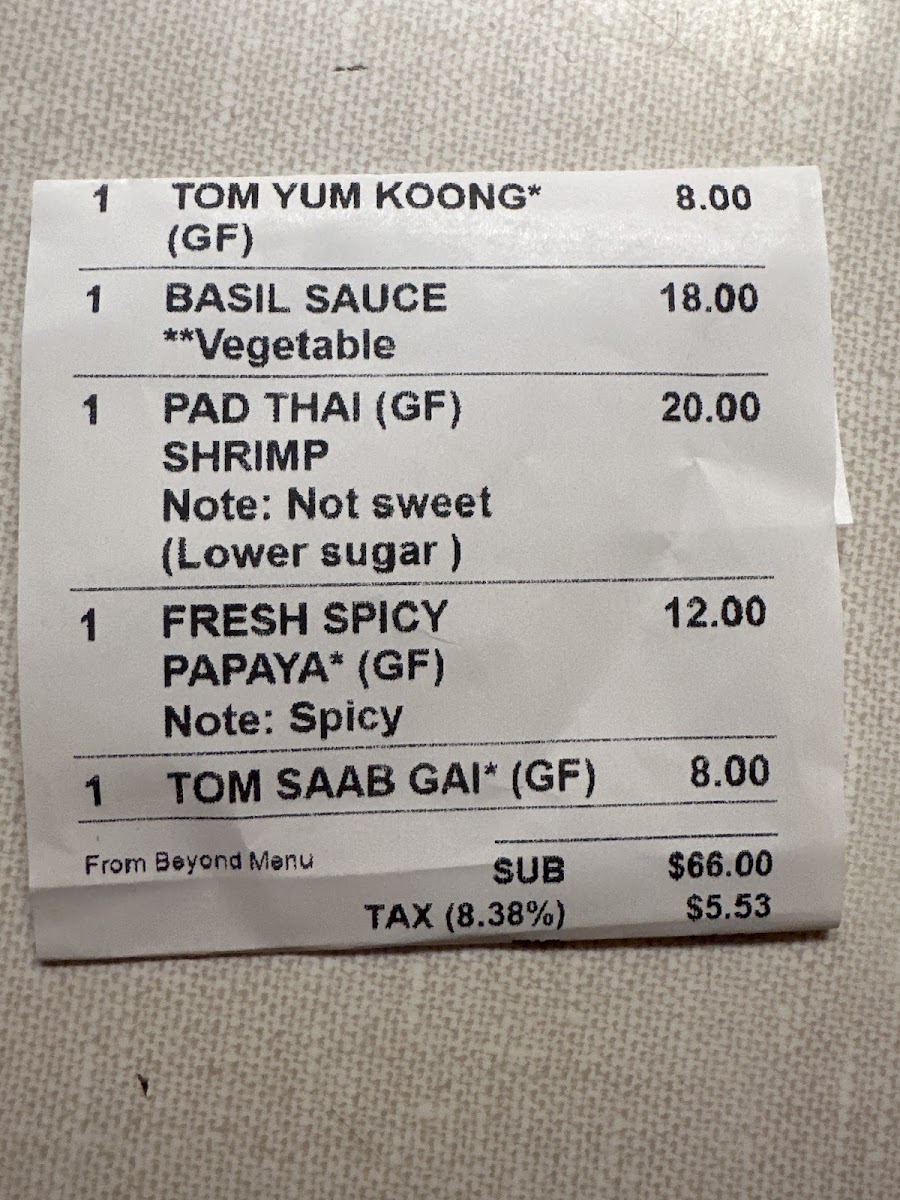 1 TOM YUM KOONG* 8.00
(GF)
1 BASIL SAUCE 18.00
**Vegetable
1 PAD THAI (GF) 20.00
SHRIMP
Note: Not sweet
(Lower sugar )
1 FRESH SPICY 12.00
PAPAYA* (GF)
Note: Spicy
1 TOM SAAB GAI* (GF) 8.00
From Beyond Menu SUB $66.00
TAX (8.38%) $5.53